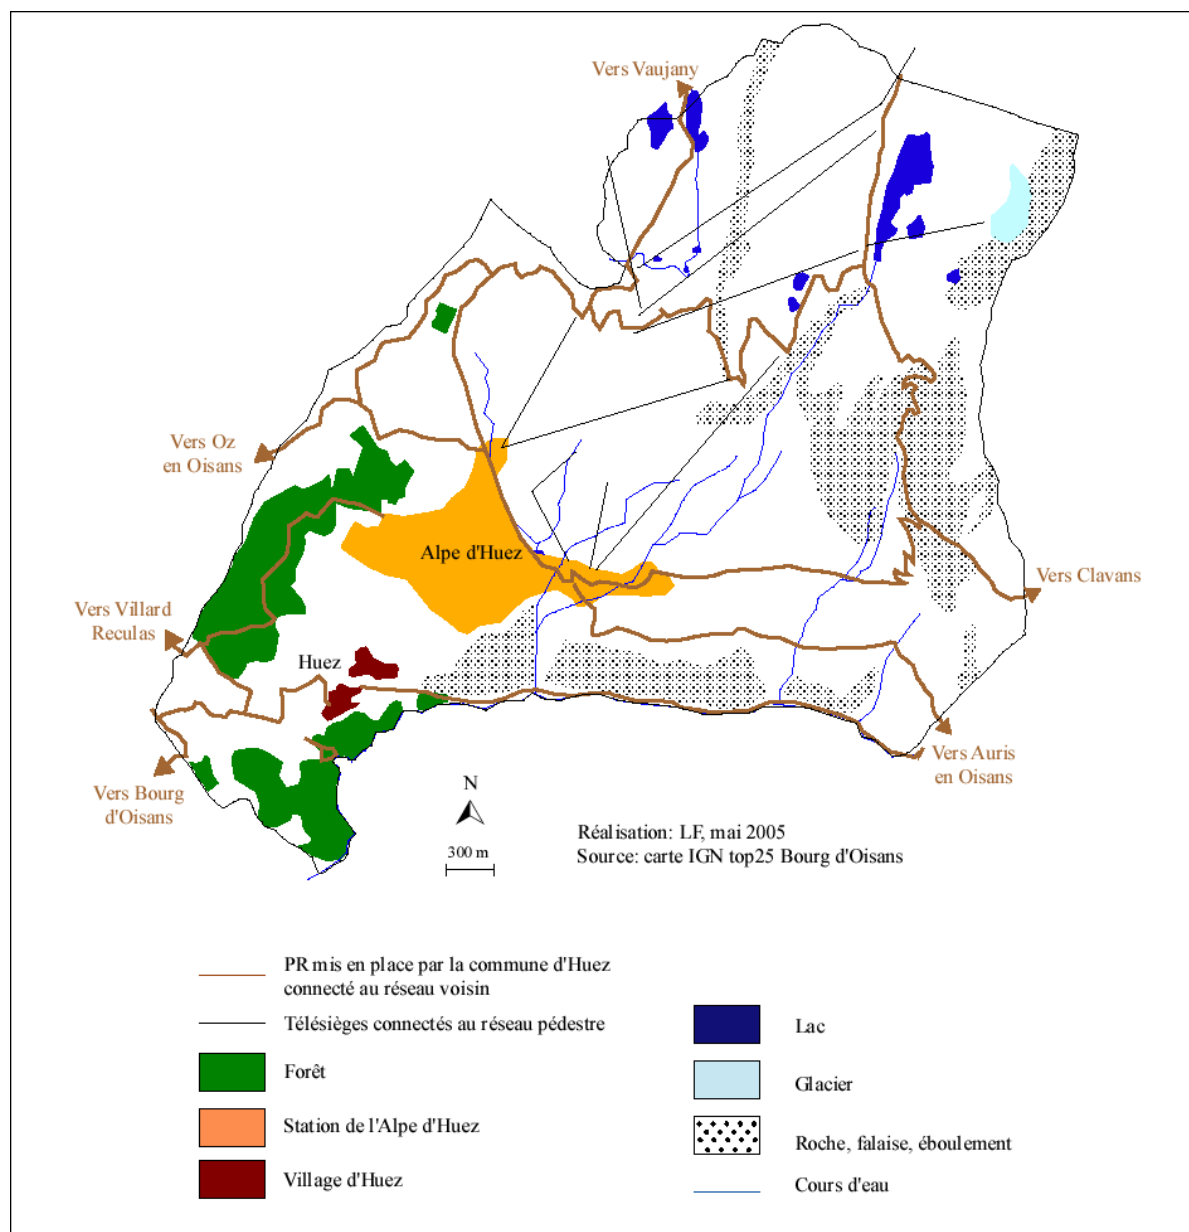 Vers Vaujany
Vers Oz
en Oisans
Alpe d'Huez
Vers Clavans
Vers Villard
Reculas
Huez
Vers Auris
en Oisans
Vers Bourg
d'Oisans
N
300 m
Réalisation: LF, mai 2005
Source: carte IGN top25 Bourg d'Oisans
PR mis en place par la commune d'Huez
connecté au réseau voisin
Télésièges connectés au réseau pédestre
Forêt
Station de l'Alpe d'Huez
Village d'Huez
Lac
Glacier
Roche, falaise, éboulement
Cours d'eau